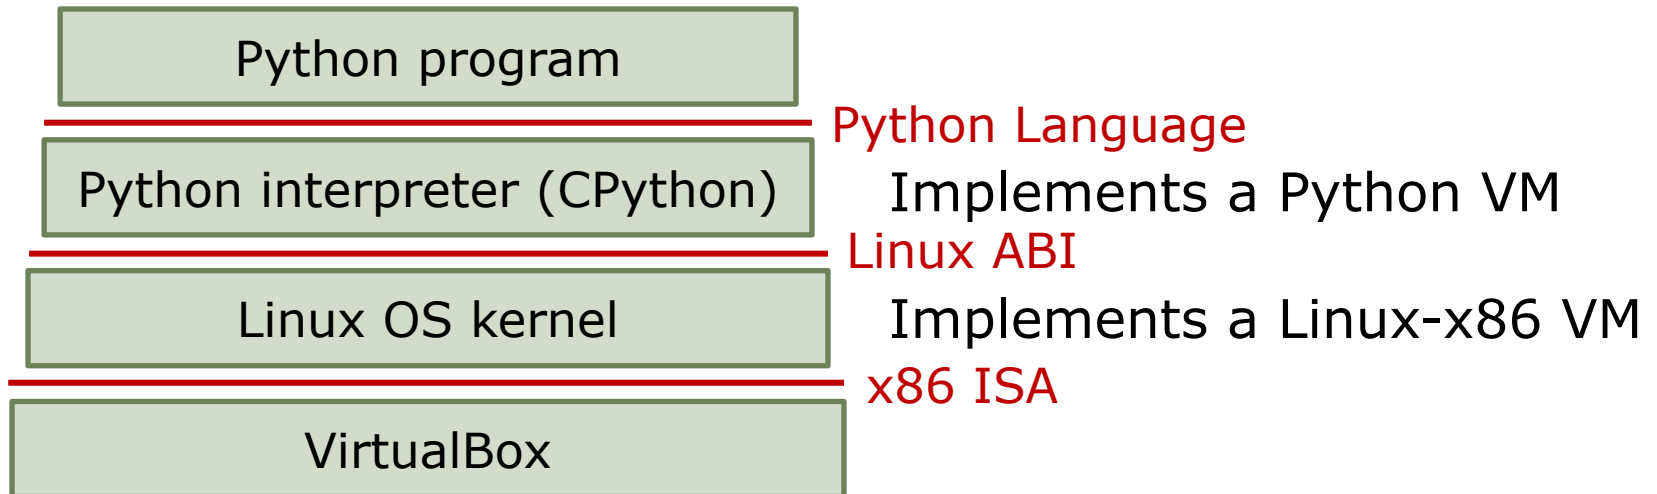 Python program
Python Language
Python interpreter (CPython)
Implements a Python VM
Linux ABI
Linux OS kernel
Implements a Linux-x86 VM
x86 ISA
VirtualBox